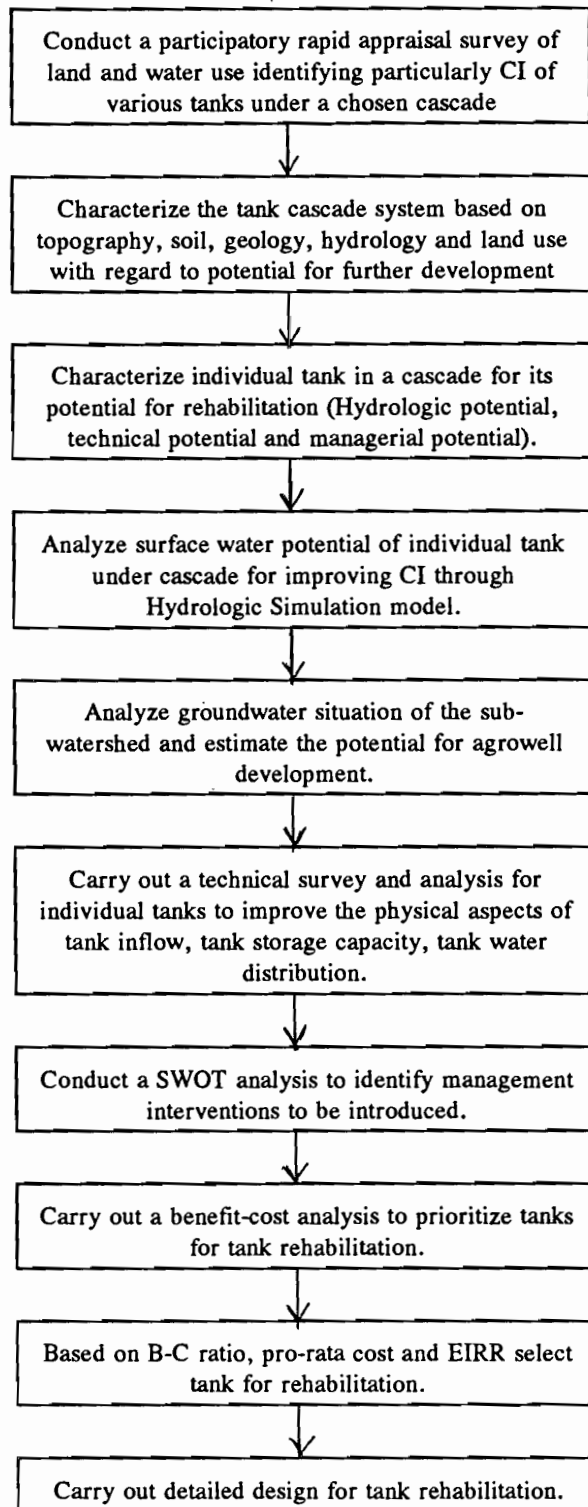 Conduct a participatory rapid appraisal survey of
land and water use identifying particularly CI of
various tanks under a chosen cascade
Characterize the tank cascade system based on
topography, soil, geology, hydrology and land use
with regard to potential for further development
Characterize individual tank in a cascade for its
potential for rehabilitation (Hydrologic potential,
technical potential and managerial potential).
Analyze surface water potential of individual tank
under cascade for improving CI through
Hydrologic Simulation model.
Analyze groundwater situation of the sub-
watershed and estimate the potential for agrowell
development.
Carry out a technical survey and analysis for
individual tanks to improve the physical aspects of
tank inflow, tank storage capacity, tank water
distribution.
Conduct a SWOT analysis to identify management
interventions to be introduced.
Carry out a benefit-cost analysis to prioritize tanks
for tank rehabilitation.
Based on B-C ratio, pro-rata cost and EIRR select
tank for rehabilitation.
Carry out detailed design for tank rehabilitation.